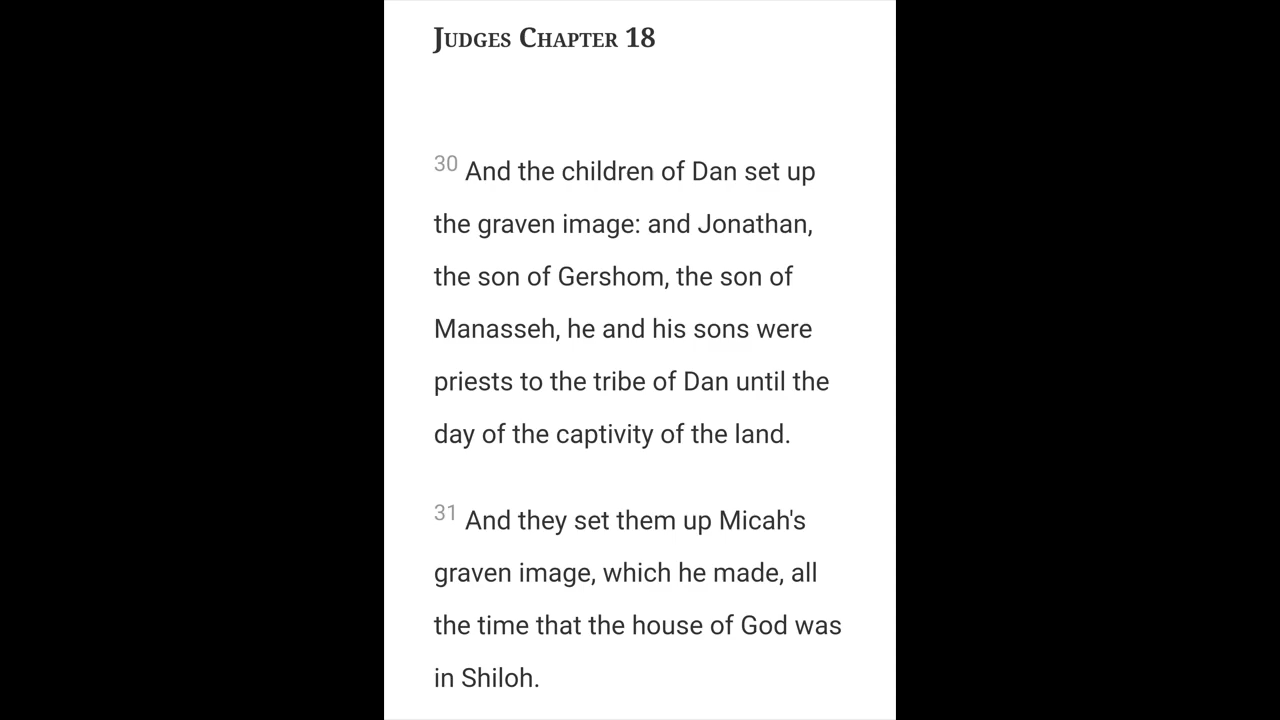 Judges Chapter 18
30 And the children of Dan set up
the graven image: and Jonathan,
the son of Gershom, the son of
Manasseh, he and his sons were
priests to the tribe of Dan until the
day of the captivity of the land.
31 And they set them up Micah's
graven image, which he made, all
the time that the house of God was
in Shiloh.